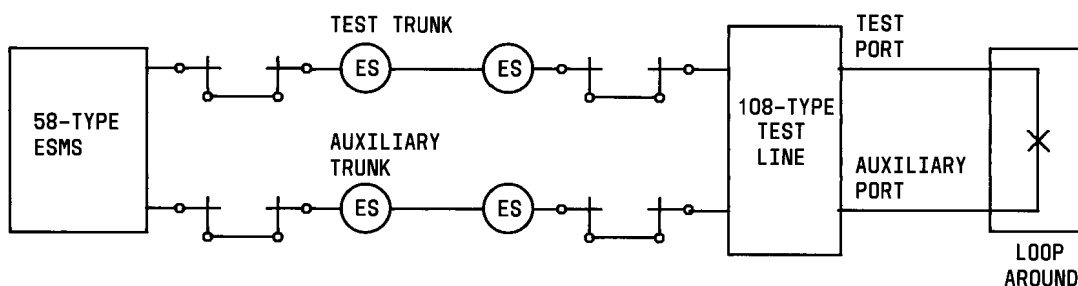 TEST TRUNK
TEST
PORT
ES
ES
58-TYPE
ESMS
108-TYPE
TEST
LINE
AUXILIARY
TRUNK
AUXILIARY
PORT
ES
ES
LOOP
AROUND